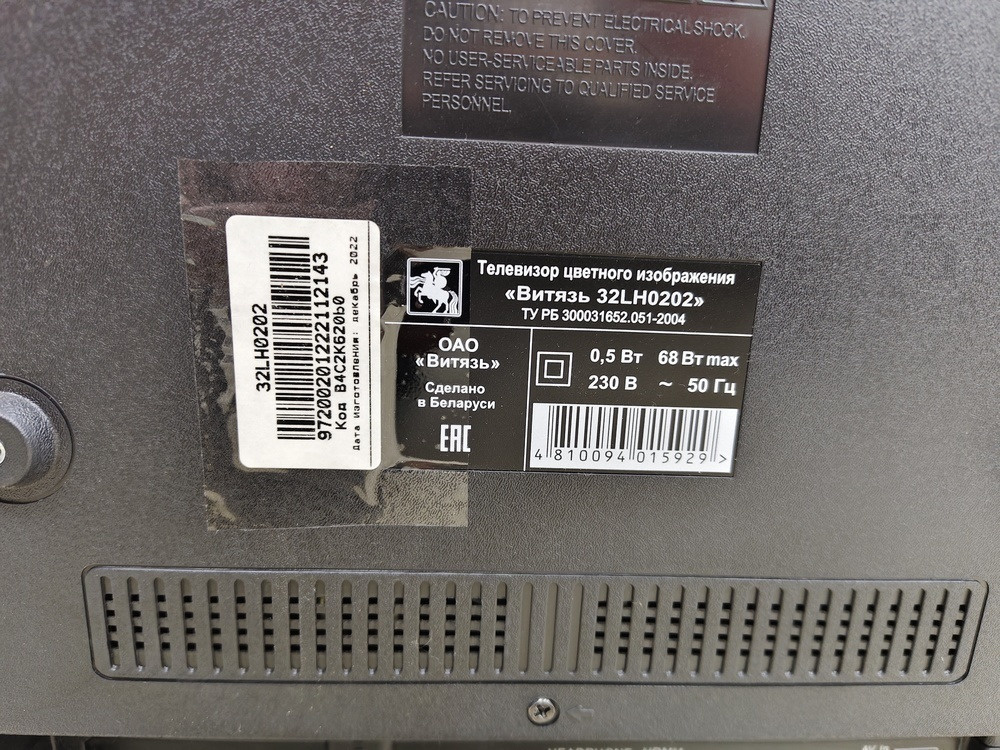 CAUTION: TO PREVENT ELECTRICAL SHOCK.
DO NOT REMOVE THIS COVER.
NO USER-SERVICEABLE PARTS INSIDE.
REFER SERVICING TO QUALIFIED SERVICE
PERSONNEL.
32LH0202
9720020122211214З
Код B4C2K620b0
Дата изготовления: декабрь 2022
Телевизор цветного изображения
«Витязь 32LH0202»
ТУ РБ 300031652.051-2004
ОАО
«Витязь»
Сделано
в Беларуси
EAC
0,5 Вт 68 Вт max
230 В ~ 50 Гц
4 810094 015929 >